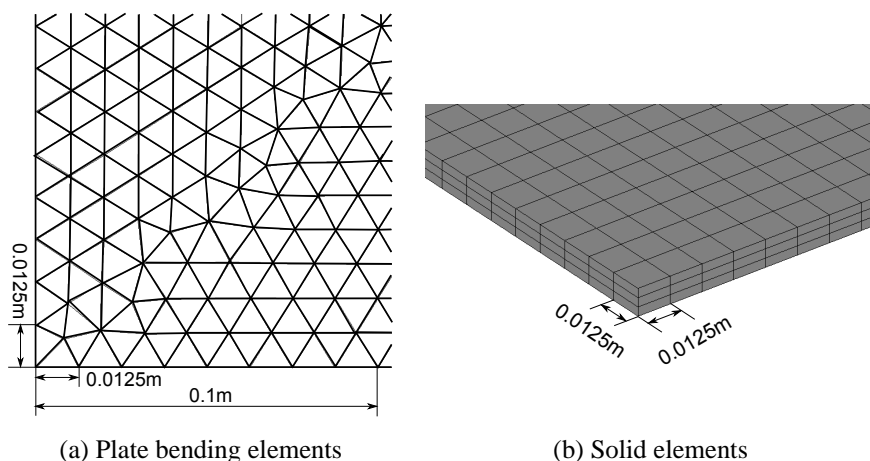 0.0125m
0.0125m
0.1m
(a) Plate bending elements
0.0125m
0.0125m
(b) Solid elements